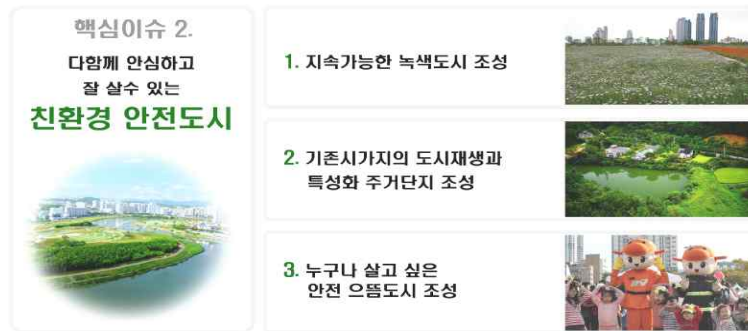 핵심이슈 2.
다함께 안심하고
잘 살수 있는
친환경 안전도시
1. 지속가능한 녹색도시 조성
2. 기존시가지의 도시재생과
특성화 주거단지 조성
3. 누구나 살고 싶은
안전 으뜸도시 조성